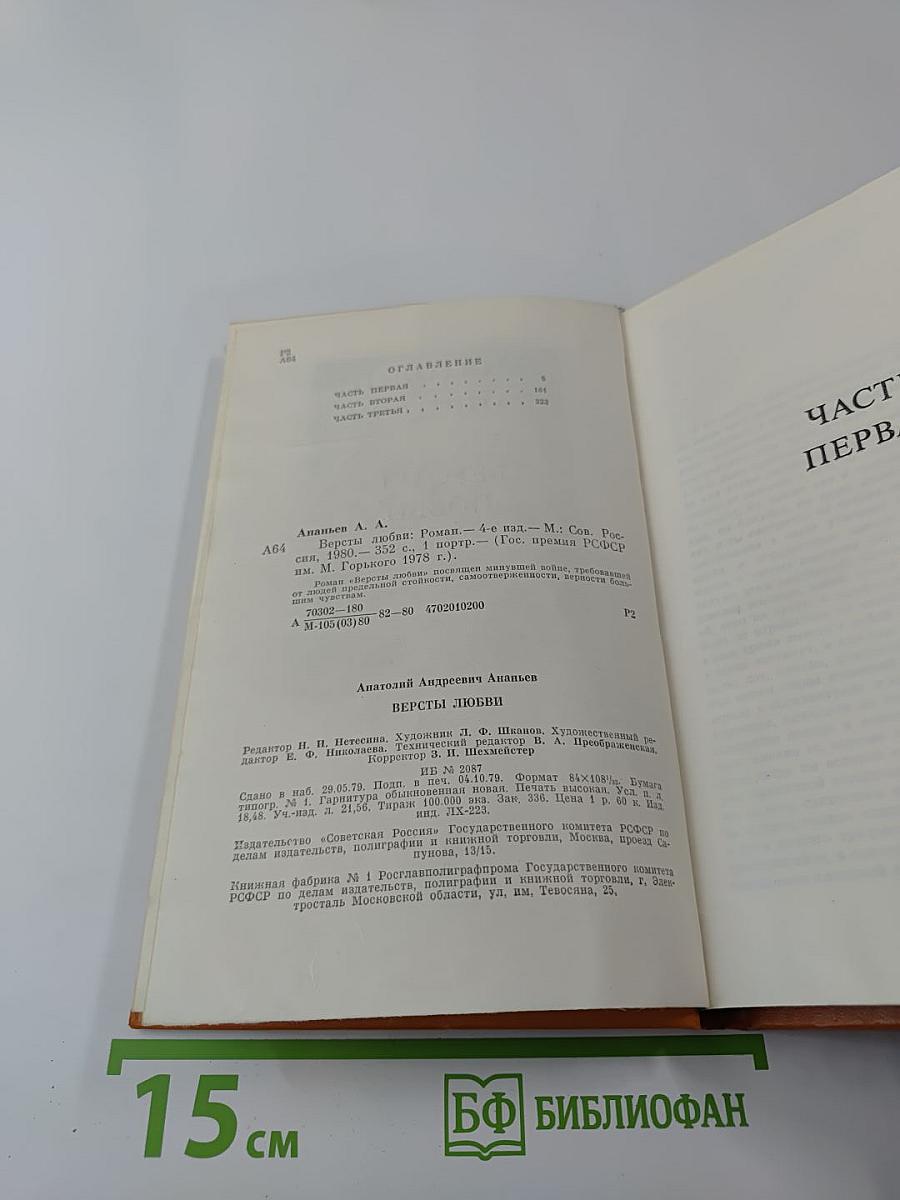 Р2
А64
ОГЛАВЛЕНИЕ
ЧАСТЬ ПЕРВАЯ . . . . . . . . 5
ЧАСТЬ ВТОРАЯ . . . . . . . . 161
ЧАСТЬ ТРЕТЬЯ . . . . . . . . 323
Ананьев А. А.
А64 Версты любви: Роман.— 4-е изд.— М.: Сов. Рос-
сия, 1980.— 352 с., 1 портр.— (Гос. премия РСФСР
им. М. Горького 1978 г.).
Роман «Версты любви» посвящен минувшей войне, требовавшей
от людей предельной стойкости, самоотверженности, верности боль-
шим чувствам.
А 70302—180
М-105(03)80 —82—80 4702010200 Р2
Анатолий Андреевич Ананьев
ВЕРСТЫ ЛЮБВИ
Редактор Н. П. Нетесина. Художник Л. Ф. Шканов. Художественный ре-
дактор Е. Ф. Николаева. Технический редактор В. А. Преображенская.
Корректор З. И. Шехмейстер
ИБ № 2087
Сдано в наб. 29.05.79. Подп. в печ. 04.10.79. Формат 84×108¹/₃₂. Бумага
типогр. № 1. Гарнитура обыкновенная новая. Печать высокая. Усл. п. л.
18,48. Уч.-изд. л. 21,56. Тираж 100.000 экз. Зак. 336. Цена 1 р. 60 к. Изд.
инд. ЛХ-223.
Издательство «Советская Россия» Государственного комитета РСФСР по
делам издательств, полиграфии и книжной торговли, Москва, проезд Са-
пунова, 13/15.
Книжная фабрика № 1 Росглавполиграфпрома Государственного комитета
РСФСР по делам издательств, полиграфии и книжной торговли, г, Элек-
тросталь Московской области, ул, им, Тевосяна, 25,
ЧАСТЬ
ПЕРВА
15 см
БФ БИБЛИОФАН